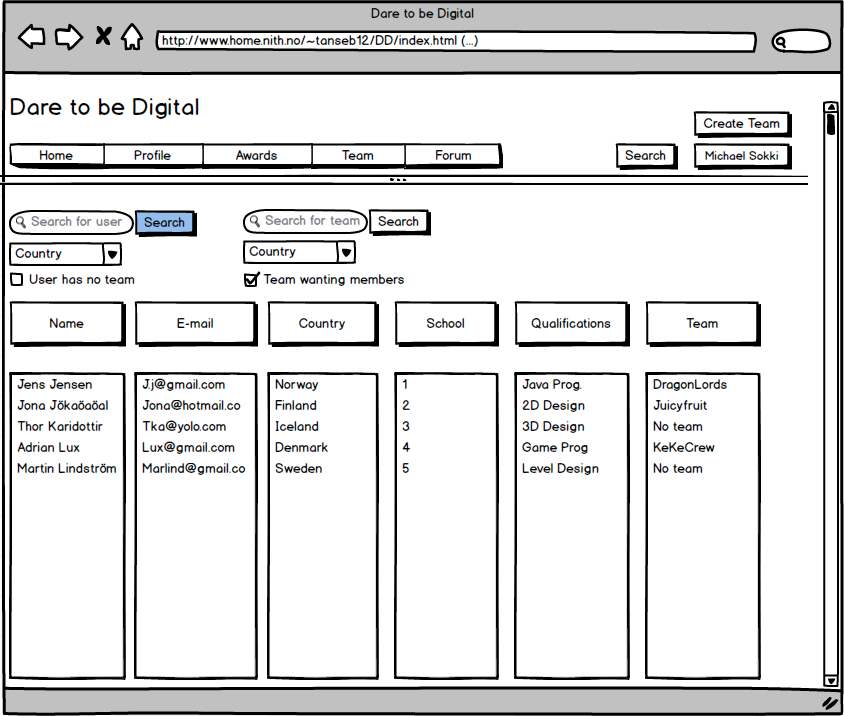 Dare to be Digital
http://www.home.nith.no/~tanseb12/DD/index.html (...)
Dare to be Digital
Create Team
Home Profile Awards Team Forum Search Michael Sokki
Search for user Search Search for team Search
Country Country
User has no team Team wanting members
Name E-mail Country School Qualifications Team
Jens Jensen J.j@gmail.com Norway 1 Java Prog. DragonLords
Jona Jökaöaöal Jona@hotmail.co Finland 2 2D Design Juicyfruit
Thor Karidottir Tka@yolo.com Iceland 3 3D Design No team
Adrian Lux Lux@gmail.com Denmark 4 Game Prog KeKeCrew
Martin Lindström Marlind@gmail.co Sweden 5 Level Design No team